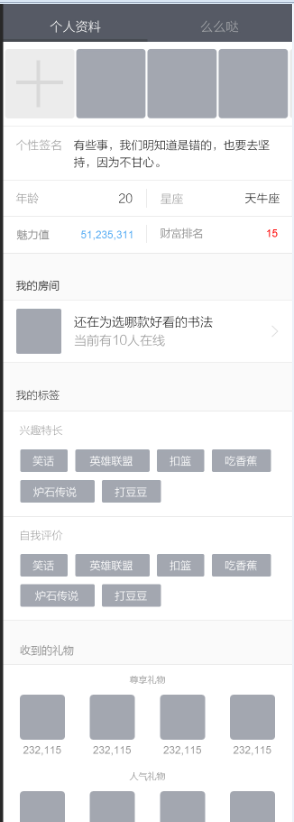 个人资料 么么哒
个性签名 有些事，我们明知道是错的，也要去坚
持，因为不甘心。
年龄 20 星座 天牛座
魅力值 51,235,311 财富排名 15
我的房间
还在为选哪款好看的书法
当前有10人在线
我的标签
兴趣特长
笑话 英雄联盟 扣篮 吃香蕉
炉石传说 打豆豆
自我评价
笑话 英雄联盟 扣篮 吃香蕉
炉石传说 打豆豆
收到的礼物
尊享礼物
232,115 232,115 232,115 232,115
人气礼物